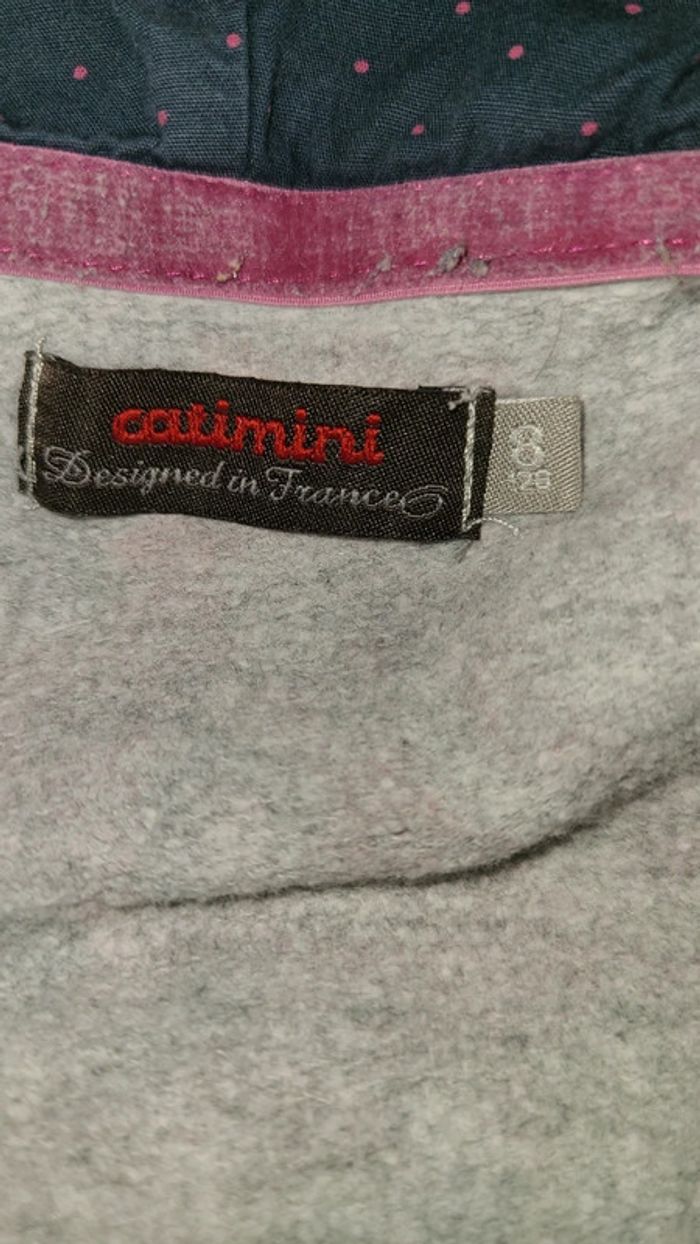 catimini
Designed in France
8
128